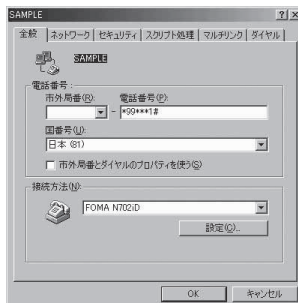 SAMPLE
全般 ネットワーク セキュリティ スクリプト処理 マルチリンク ダイヤル
SAMPLE
電話番号:
市外局番(R): 電話番号(P):
- *99***1#
国番号(U):
日本 (81)
市外局番とダイヤルのプロパティを使う(S)
接続方法(N):
FOMA N702iD
設定(C)...
OK キャンセル